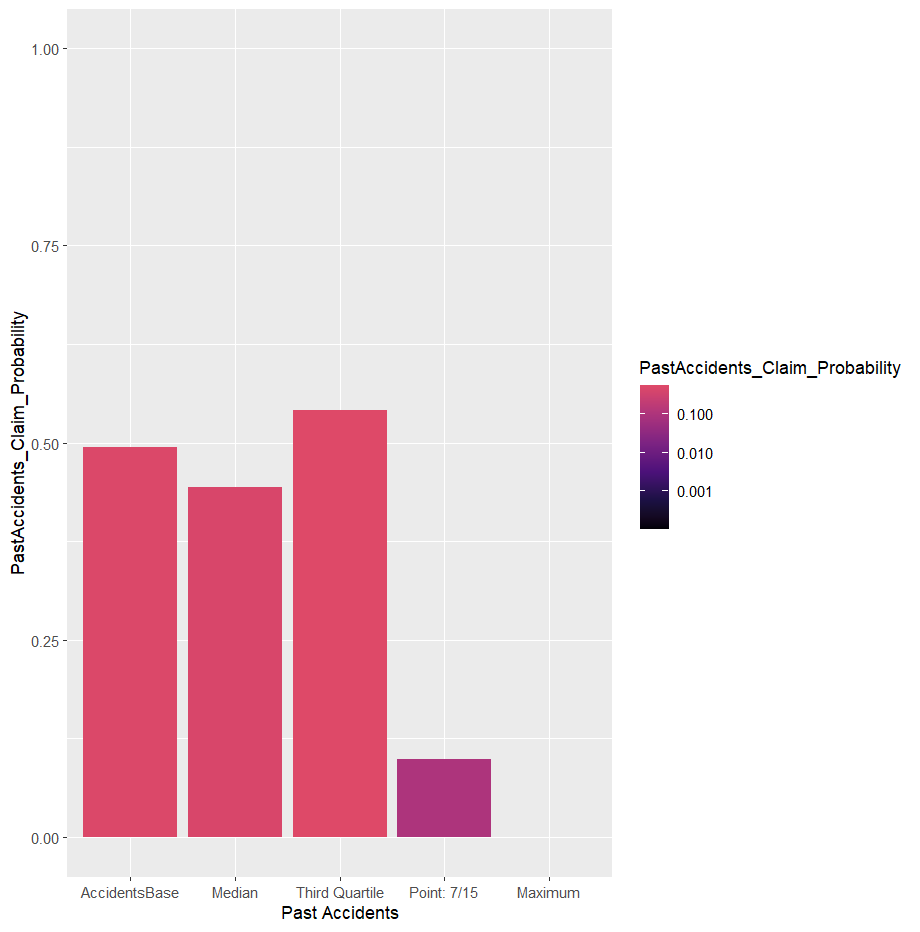 1.00
0.75
0.50
0.25
0.00
PastAccidents_Claim_Probability
AccidentsBase
Median
Third Quartile
Point: 7/15
Maximum
Past Accidents
PastAccidents_Claim_Probability
0.100
0.010
0.001